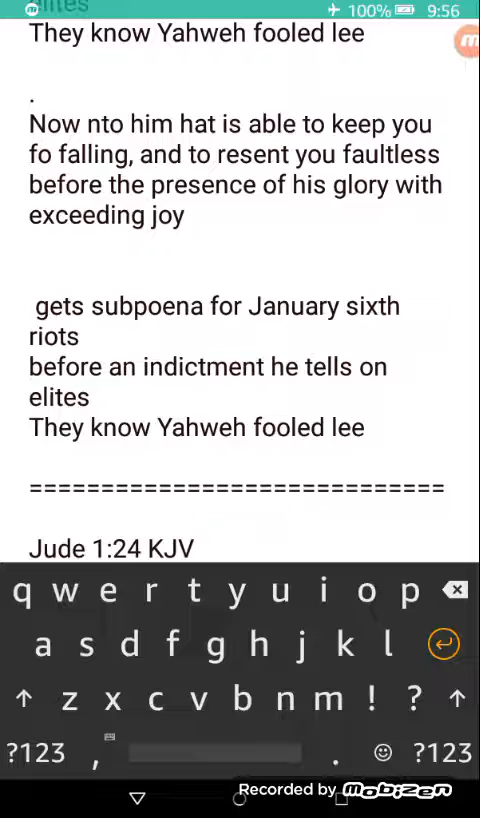 elites
100% 9:56
They know Yahweh fooled lee
.
Now nto him hat is able to keep you
fo falling, and to resent you faultless
before the presence of his glory with
exceeding joy
gets subpoena for January sixth
riots
before an indictment he tells on
elites
They know Yahweh fooled lee
=============================
Jude 1:24 KJV
q w e r t y u i o p
a s d f g h j k l
z x c v b n m ! ?
?123 , . ?123
Recorded by Mobizen